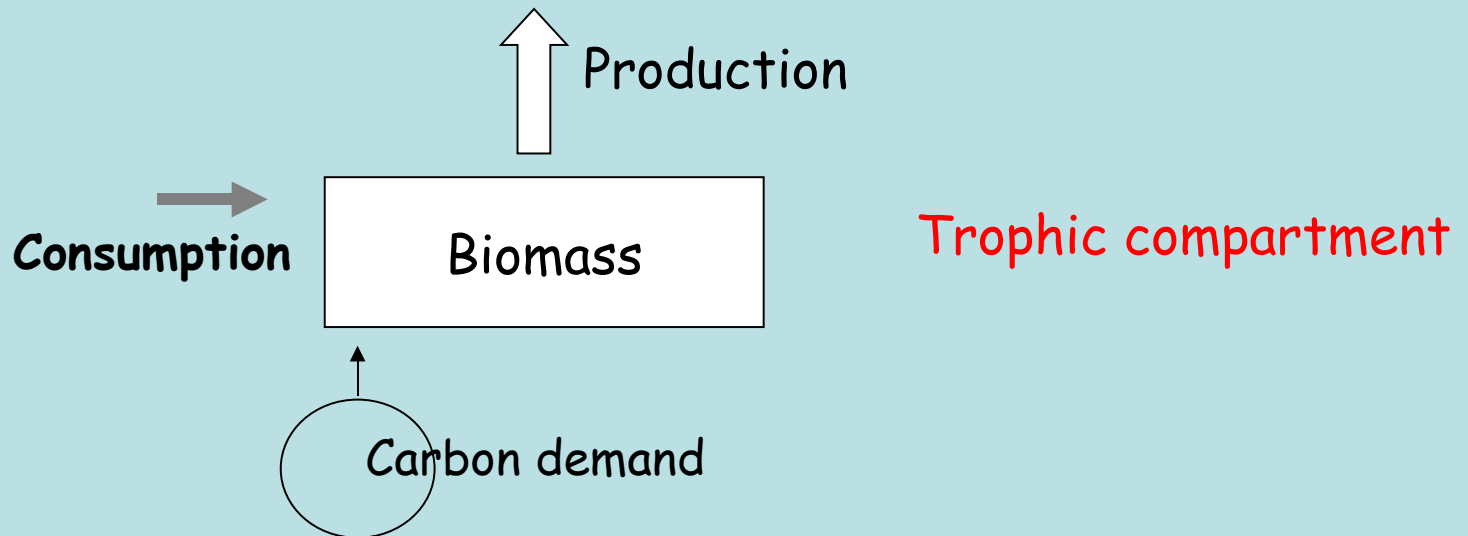 Production
Consumption
Biomass
Trophic compartment
Carbon demand